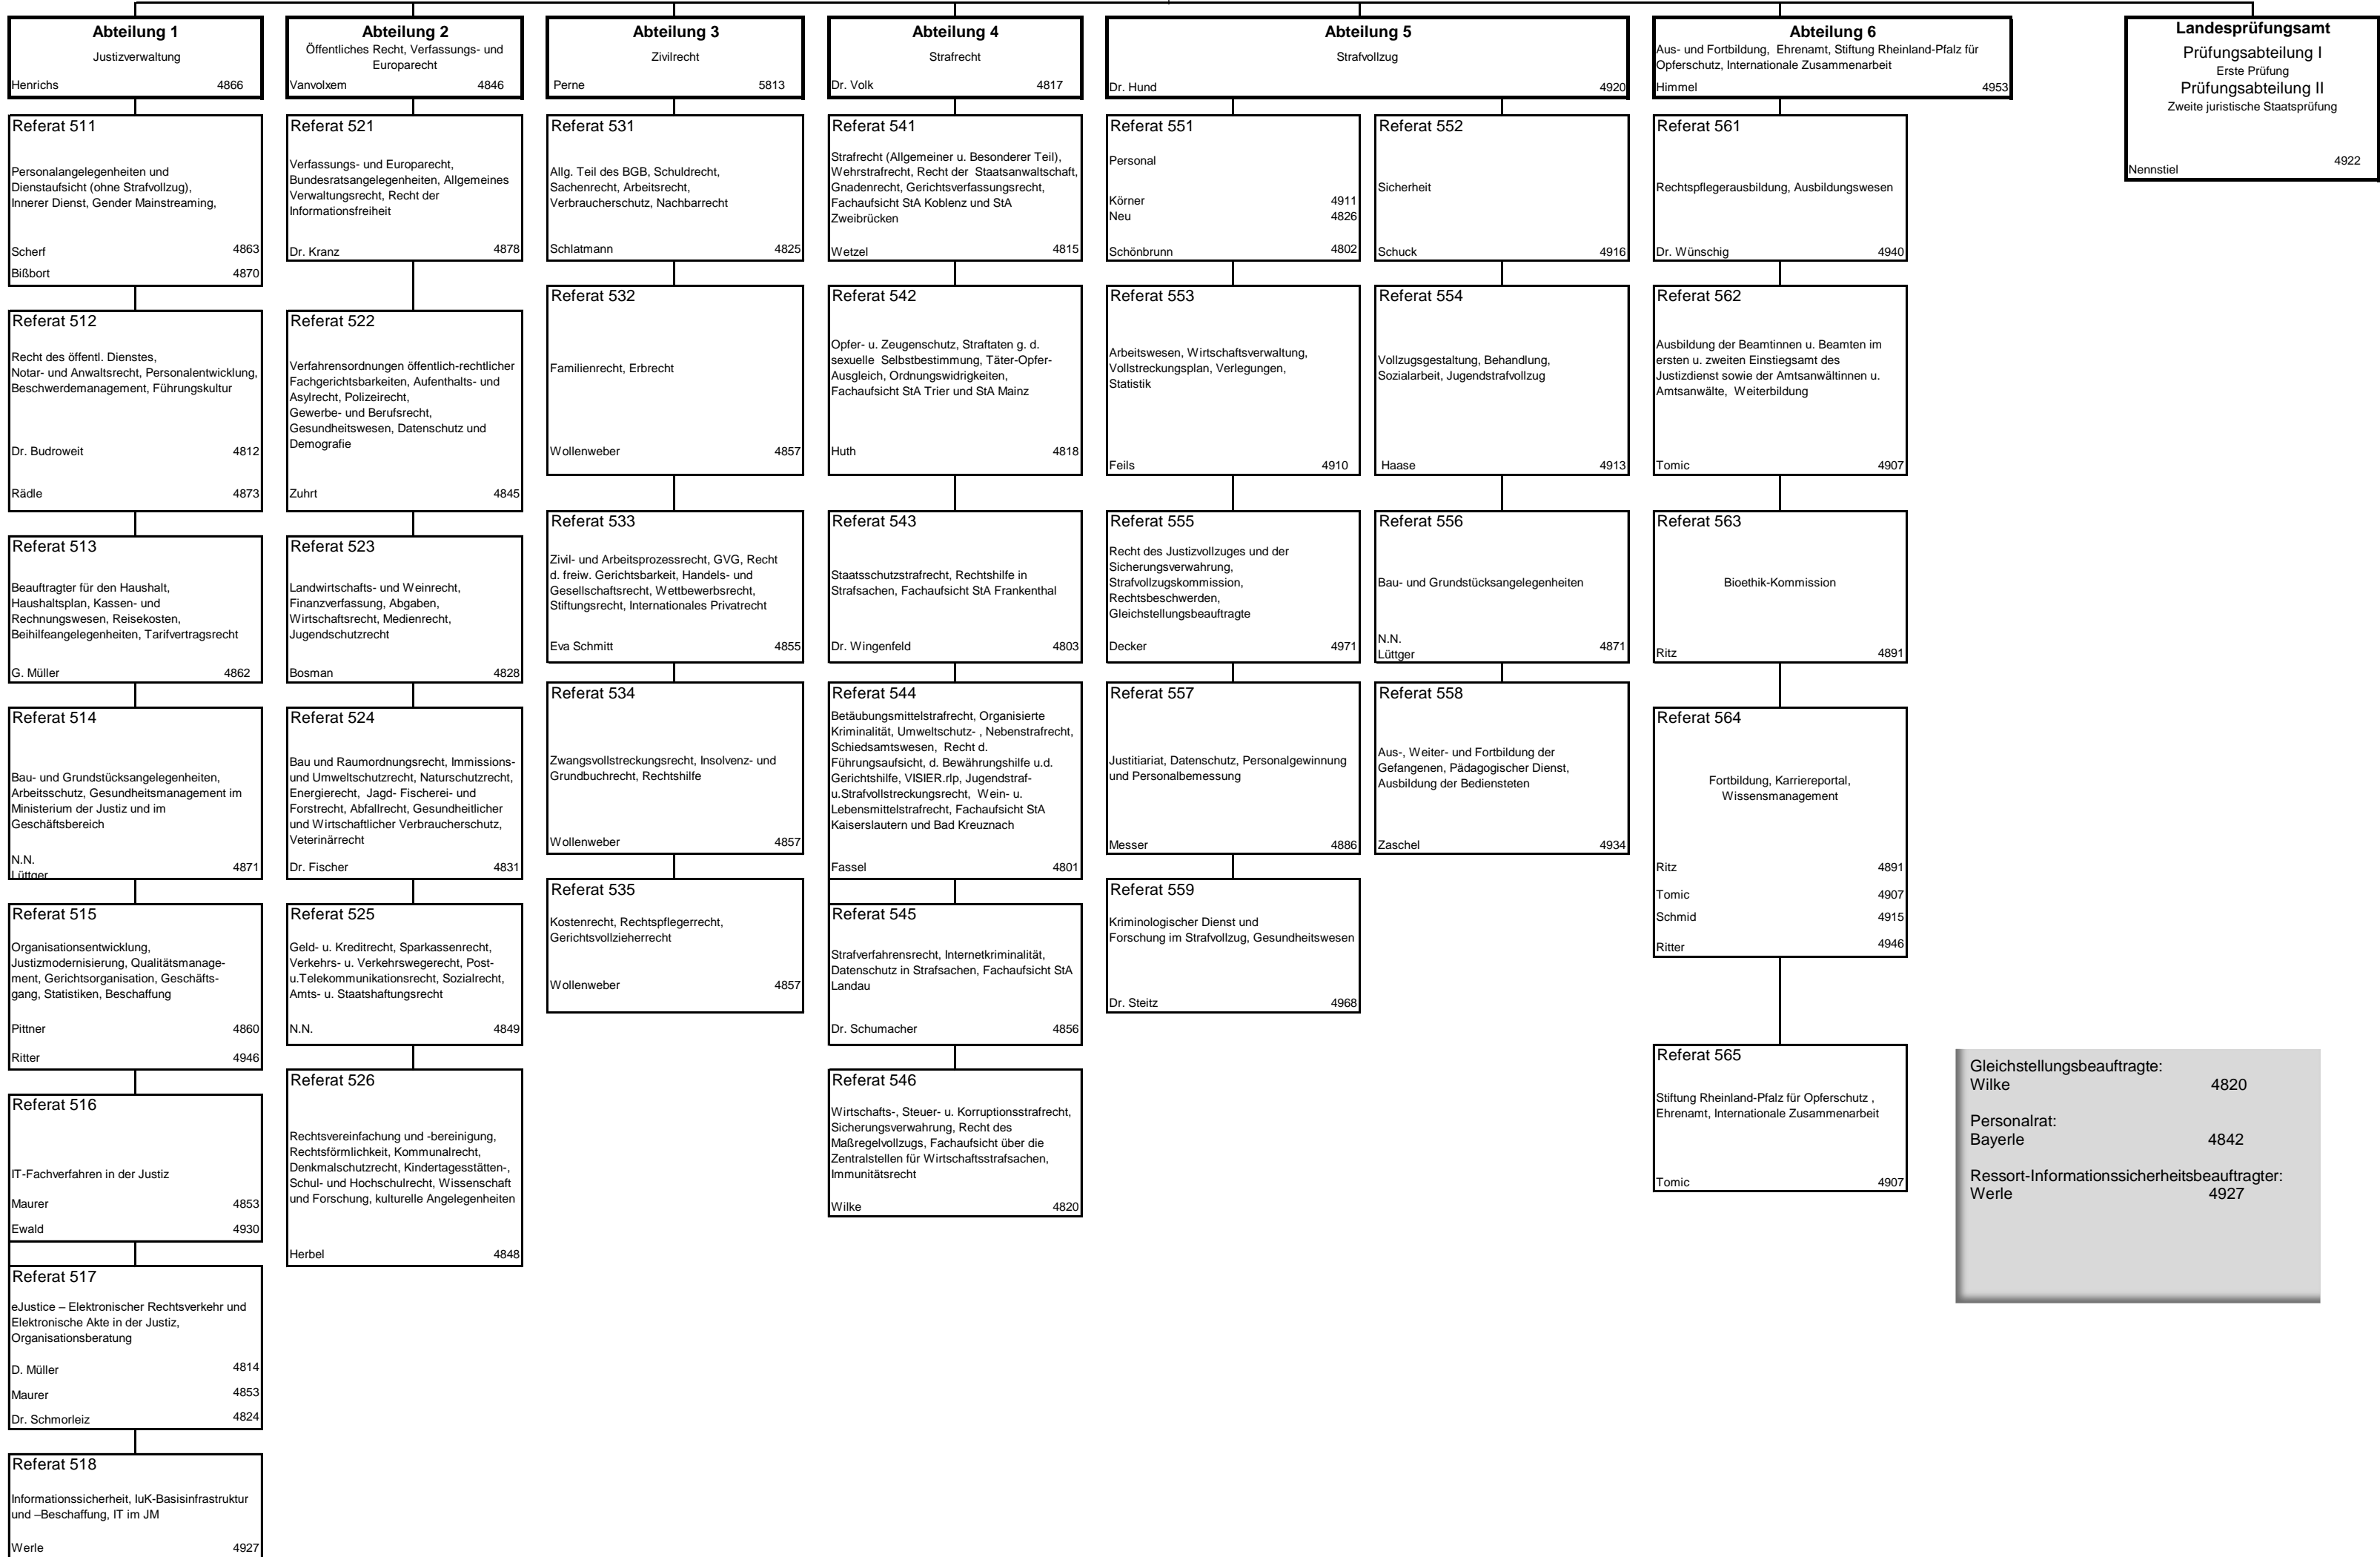 Abteilung 1
Justizverwaltung
Henrichs 4866
Referat 511
Personalangelegenheiten und
Dienstaufsicht (ohne Strafvollzug),
Innerer Dienst, Gender Mainstreaming,
Scherf 4863
Bißbort 4870
Referat 512
Recht des öffentl. Dienstes,
Notar- und Anwaltsrecht, Personalentwicklung,
Beschwerdemanagement, Führungskultur
Dr. Budroweit 4812
Rädle 4873
Referat 513
Beauftragter für den Haushalt,
Haushaltsplan, Kassen- und
Rechnungswesen, Reisekosten,
Beihilfeangelegenheiten, Tarifvertragsrecht
G. Müller 4862
Referat 514
Bau- und Grundstücksangelegenheiten,
Arbeitsschutz, Gesundheitsmanagement im
Ministerium der Justiz und im
Geschäftsbereich
N.N.
Lüttger 4871
Referat 515
Organisationsentwicklung,
Justizmodernisierung, Qualitätsmanage-
ment, Gerichtsorganisation, Geschäfts-
gang, Statistiken, Beschaffung
Pittner 4860
Ritter 4946
Referat 516
IT-Fachverfahren in der Justiz
Maurer 4853
Ewald 4930
Referat 517
eJustice – Elektronischer Rechtsverkehr und
Elektronische Akte in der Justiz,
Organisationsberatung
D. Müller 4814
Maurer 4853
Dr. Schmorleiz 4824
Referat 518
Informationssicherheit, IuK-Basisinfrastruktur
und –Beschaffung, IT im JM
Werle 4927
Abteilung 2
Öffentliches Recht, Verfassungs- und
Europarecht
Vanvolxem 4846
Referat 521
Verfassungs- und Europarecht,
Bundesratsangelegenheiten, Allgemeines
Verwaltungsrecht, Recht der
Informationsfreiheit
Dr. Kranz 4878
Referat 522
Verfahrensordnungen öffentlich-rechtlicher
Fachgerichtsbarkeiten, Aufenthalts- und
Asylrecht, Polizeirecht,
Gewerbe- und Berufsrecht,
Gesundheitswesen, Datenschutz und
Demografie
Zuhrt 4845
Referat 523
Landwirtschafts- und Weinrecht,
Finanzverfassung, Abgaben,
Wirtschaftsrecht, Medienrecht,
Jugendschutzrecht
Bosman 4828
Referat 524
Bau und Raumordnungsrecht, Immissions-
und Umweltschutzrecht, Naturschutzrecht,
Energierecht, Jagd- Fischerei- und
Forstrecht, Abfallrecht, Gesundheitlicher
und Wirtschaftlicher Verbraucherschutz,
Veterinärrecht
Dr. Fischer 4831
Referat 525
Geld- u. Kreditrecht, Sparkassenrecht,
Verkehrs- u. Verkehrswegerecht, Post-
u.Telekommunikationsrecht, Sozialrecht,
Amts- u. Staatshaftungsrecht
N.N. 4849
Referat 526
Rechtsvereinfachung und -bereinigung,
Rechtsförmlichkeit, Kommunalrecht,
Denkmalschutzrecht, Kindertagesstätten-,
Schul- und Hochschulrecht, Wissenschaft
und Forschung, kulturelle Angelegenheiten
Herbel 4848
Abteilung 3
Zivilrecht
Perne 5813
Referat 531
Allg. Teil des BGB, Schuldrecht,
Sachenrecht, Arbeitsrecht,
Verbraucherschutz, Nachbarrecht
Schlatmann 4825
Referat 532
Familienrecht, Erbrecht
Wollenweber 4857
Referat 533
Zivil- und Arbeitsprozessrecht, GVG, Recht
d. freiw. Gerichtsbarkeit, Handels- und
Gesellschaftsrecht, Wettbewerbsrecht,
Stiftungsrecht, Internationales Privatrecht
Eva Schmitt 4855
Referat 534
Zwangsvollstreckungsrecht, Insolvenz- und
Grundbuchrecht, Rechtshilfe
Wollenweber 4857
Referat 535
Kostenrecht, Rechtspflegerrecht,
Gerichtsvollzieherrecht
Wollenweber 4857
Abteilung 4
Strafrecht
Dr. Volk 4817
Referat 541
Strafrecht (Allgemeiner u. Besonderer Teil),
Wehrstrafrecht, Recht der Staatsanwaltschaft,
Gnadenrecht, Gerichtsverfassungsrecht,
Fachaufsicht StA Koblenz und StA
Zweibrücken
Wetzel 4815
Referat 542
Opfer- u. Zeugenschutz, Straftaten g. d.
sexuelle Selbstbestimmung, Täter-Opfer-
Ausgleich, Ordnungswidrigkeiten,
Fachaufsicht StA Trier und StA Mainz
Huth 4818
Referat 543
Staatsschutzstrafrecht, Rechtshilfe in
Strafsachen, Fachaufsicht StA Frankenthal
Dr. Wingenfeld 4803
Referat 544
Betäubungsmittelstrafrecht, Organisierte
Kriminalität, Umweltschutz- , Nebenstrafrecht,
Schiedsamtswesen, Recht d.
Führungsaufsicht, d. Bewährungshilfe u.d.
Gerichtshilfe, VISIER.rlp, Jugendstraf-
u.Strafvollstreckungsrecht, Wein- u.
Lebensmittelstrafrecht, Fachaufsicht StA
Kaiserslautern und Bad Kreuznach
Fassel 4801
Referat 545
Strafverfahrensrecht, Internetkriminalität,
Datenschutz in Strafsachen, Fachaufsicht StA
Landau
Dr. Schumacher 4856
Referat 546
Wirtschafts-, Steuer- u. Korruptionsstrafrecht,
Sicherungsverwahrung, Recht des
Maßregelvollzugs, Fachaufsicht über die
Zentralstellen für Wirtschaftsstrafsachen,
Immunitätsrecht
Wilke 4820
Abteilung 5
Strafvollzug
Dr. Hund 4920
Referat 551
Personal
Körner 4911
Neu 4826
Schönbrunn 4802
Referat 552
Sicherheit
Schuck 4916
Referat 553
Arbeitswesen, Wirtschaftsverwaltung,
Vollstreckungsplan, Verlegungen,
Statistik
Feils 4910
Referat 554
Vollzugsgestaltung, Behandlung,
Sozialarbeit, Jugendstrafvollzug
Haase 4913
Referat 555
Recht des Justizvollzuges und der
Sicherungsverwahrung,
Strafvollzugskommission,
Rechtsbeschwerden,
Gleichstellungsbeauftragte
Decker 4971
Referat 556
Bau- und Grundstücksangelegenheiten
N.N.
Lüttger 4871
Referat 557
Justitiariat, Datenschutz, Personalgewinnung
und Personalbemessung
Messer 4886
Referat 558
Aus-, Weiter- und Fortbildung der
Gefangenen, Pädagogischer Dienst,
Ausbildung der Bediensteten
Zaschel 4934
Referat 559
Kriminologischer Dienst und
Forschung im Strafvollzug, Gesundheitswesen
Dr. Steitz 4968
Abteilung 6
Aus- und Fortbildung, Ehrenamt, Stiftung Rheinland-Pfalz für
Opferschutz, Internationale Zusammenarbeit
Himmel 4953
Referat 561
Rechtspflegerausbildung, Ausbildungswesen
Dr. Wünschig 4940
Referat 562
Ausbildung der Beamtinnen u. Beamten im
ersten u. zweiten Einstiegsamt des
Justizdienst sowie der Amtsanwältinnen u.
Amtsanwälte, Weiterbildung
Tomic 4907
Referat 563
Bioethik-Kommission
Ritz 4891
Referat 564
Fortbildung, Karriereportal,
Wissensmanagement
Ritz 4891
Tomic 4907
Schmid 4915
Ritter 4946
Referat 565
Stiftung Rheinland-Pfalz für Opferschutz ,
Ehrenamt, Internationale Zusammenarbeit
Tomic 4907
Landesprüfungsamt
Prüfungsabteilung I
Erste Prüfung
Prüfungsabteilung II
Zweite juristische Staatsprüfung
Nennstiel 4922
Gleichstellungsbeauftragte:
Wilke 4820
Personalrat:
Bayerle 4842
Ressort-Informationssicherheitsbeauftragter:
Werle 4927